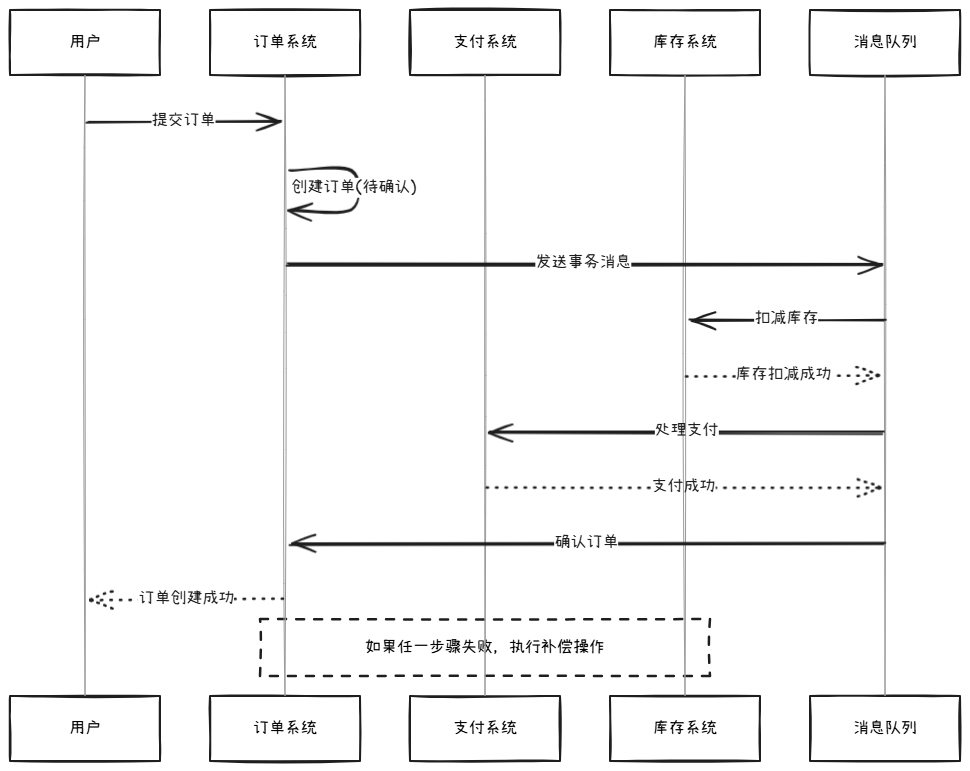 用户
订单系统
支付系统
库存系统
消息队列
提交订单
创建订单(待确认)
发送事务消息
扣减库存
库存扣减成功
处理支付
支付成功
确认订单
订单创建成功
如果任一步骤失败，执行补偿操作
用户
订单系统
支付系统
库存系统
消息队列